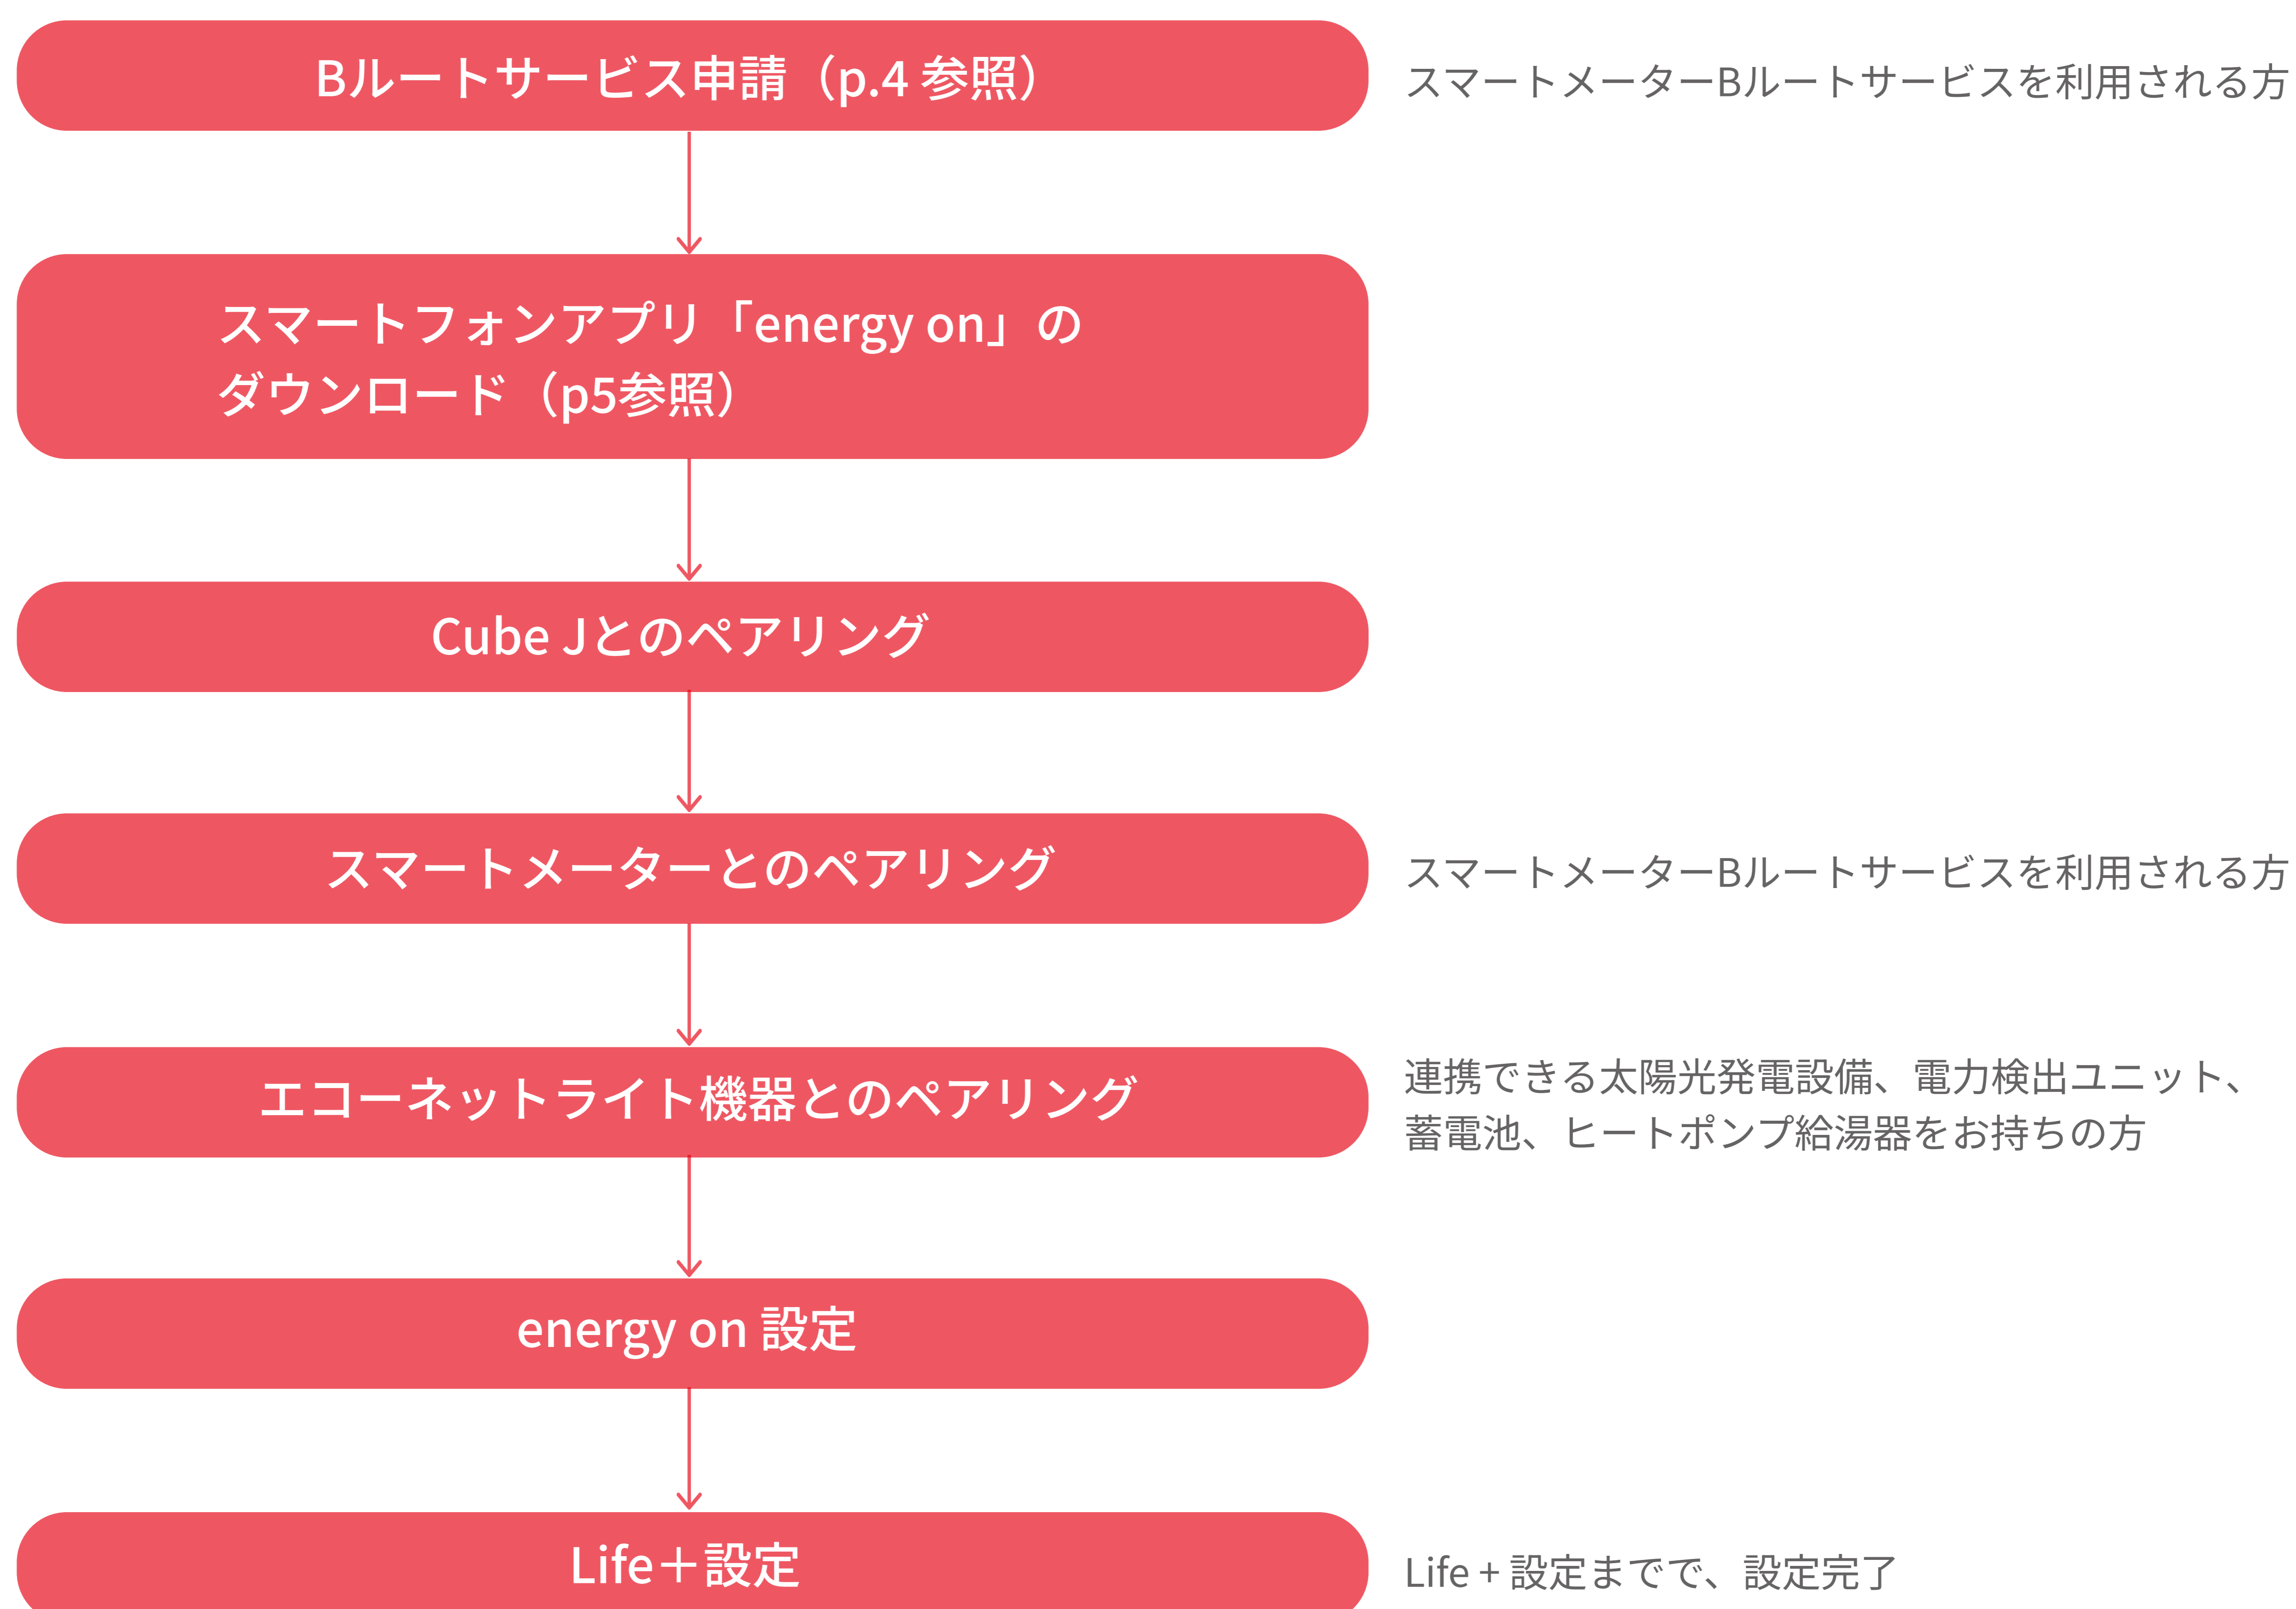 Bルートサービス申請（p.4 参照）
スマートメーターBルートサービスを利用される方
スマートフォンアプリ「energy on」の
ダウンロード（p5参照）
Cube Jとのペアリング
スマートメーターとのペアリング
スマートメーターBルートサービスを利用される方
エコーネットライト機器とのペアリング
連携できる太陽光発電設備、電力検出ユニット、
蓄電池、ヒートポンプ給湯器をお持ちの方
energy on 設定
Life＋設定
Life + 設定までで、設定完了